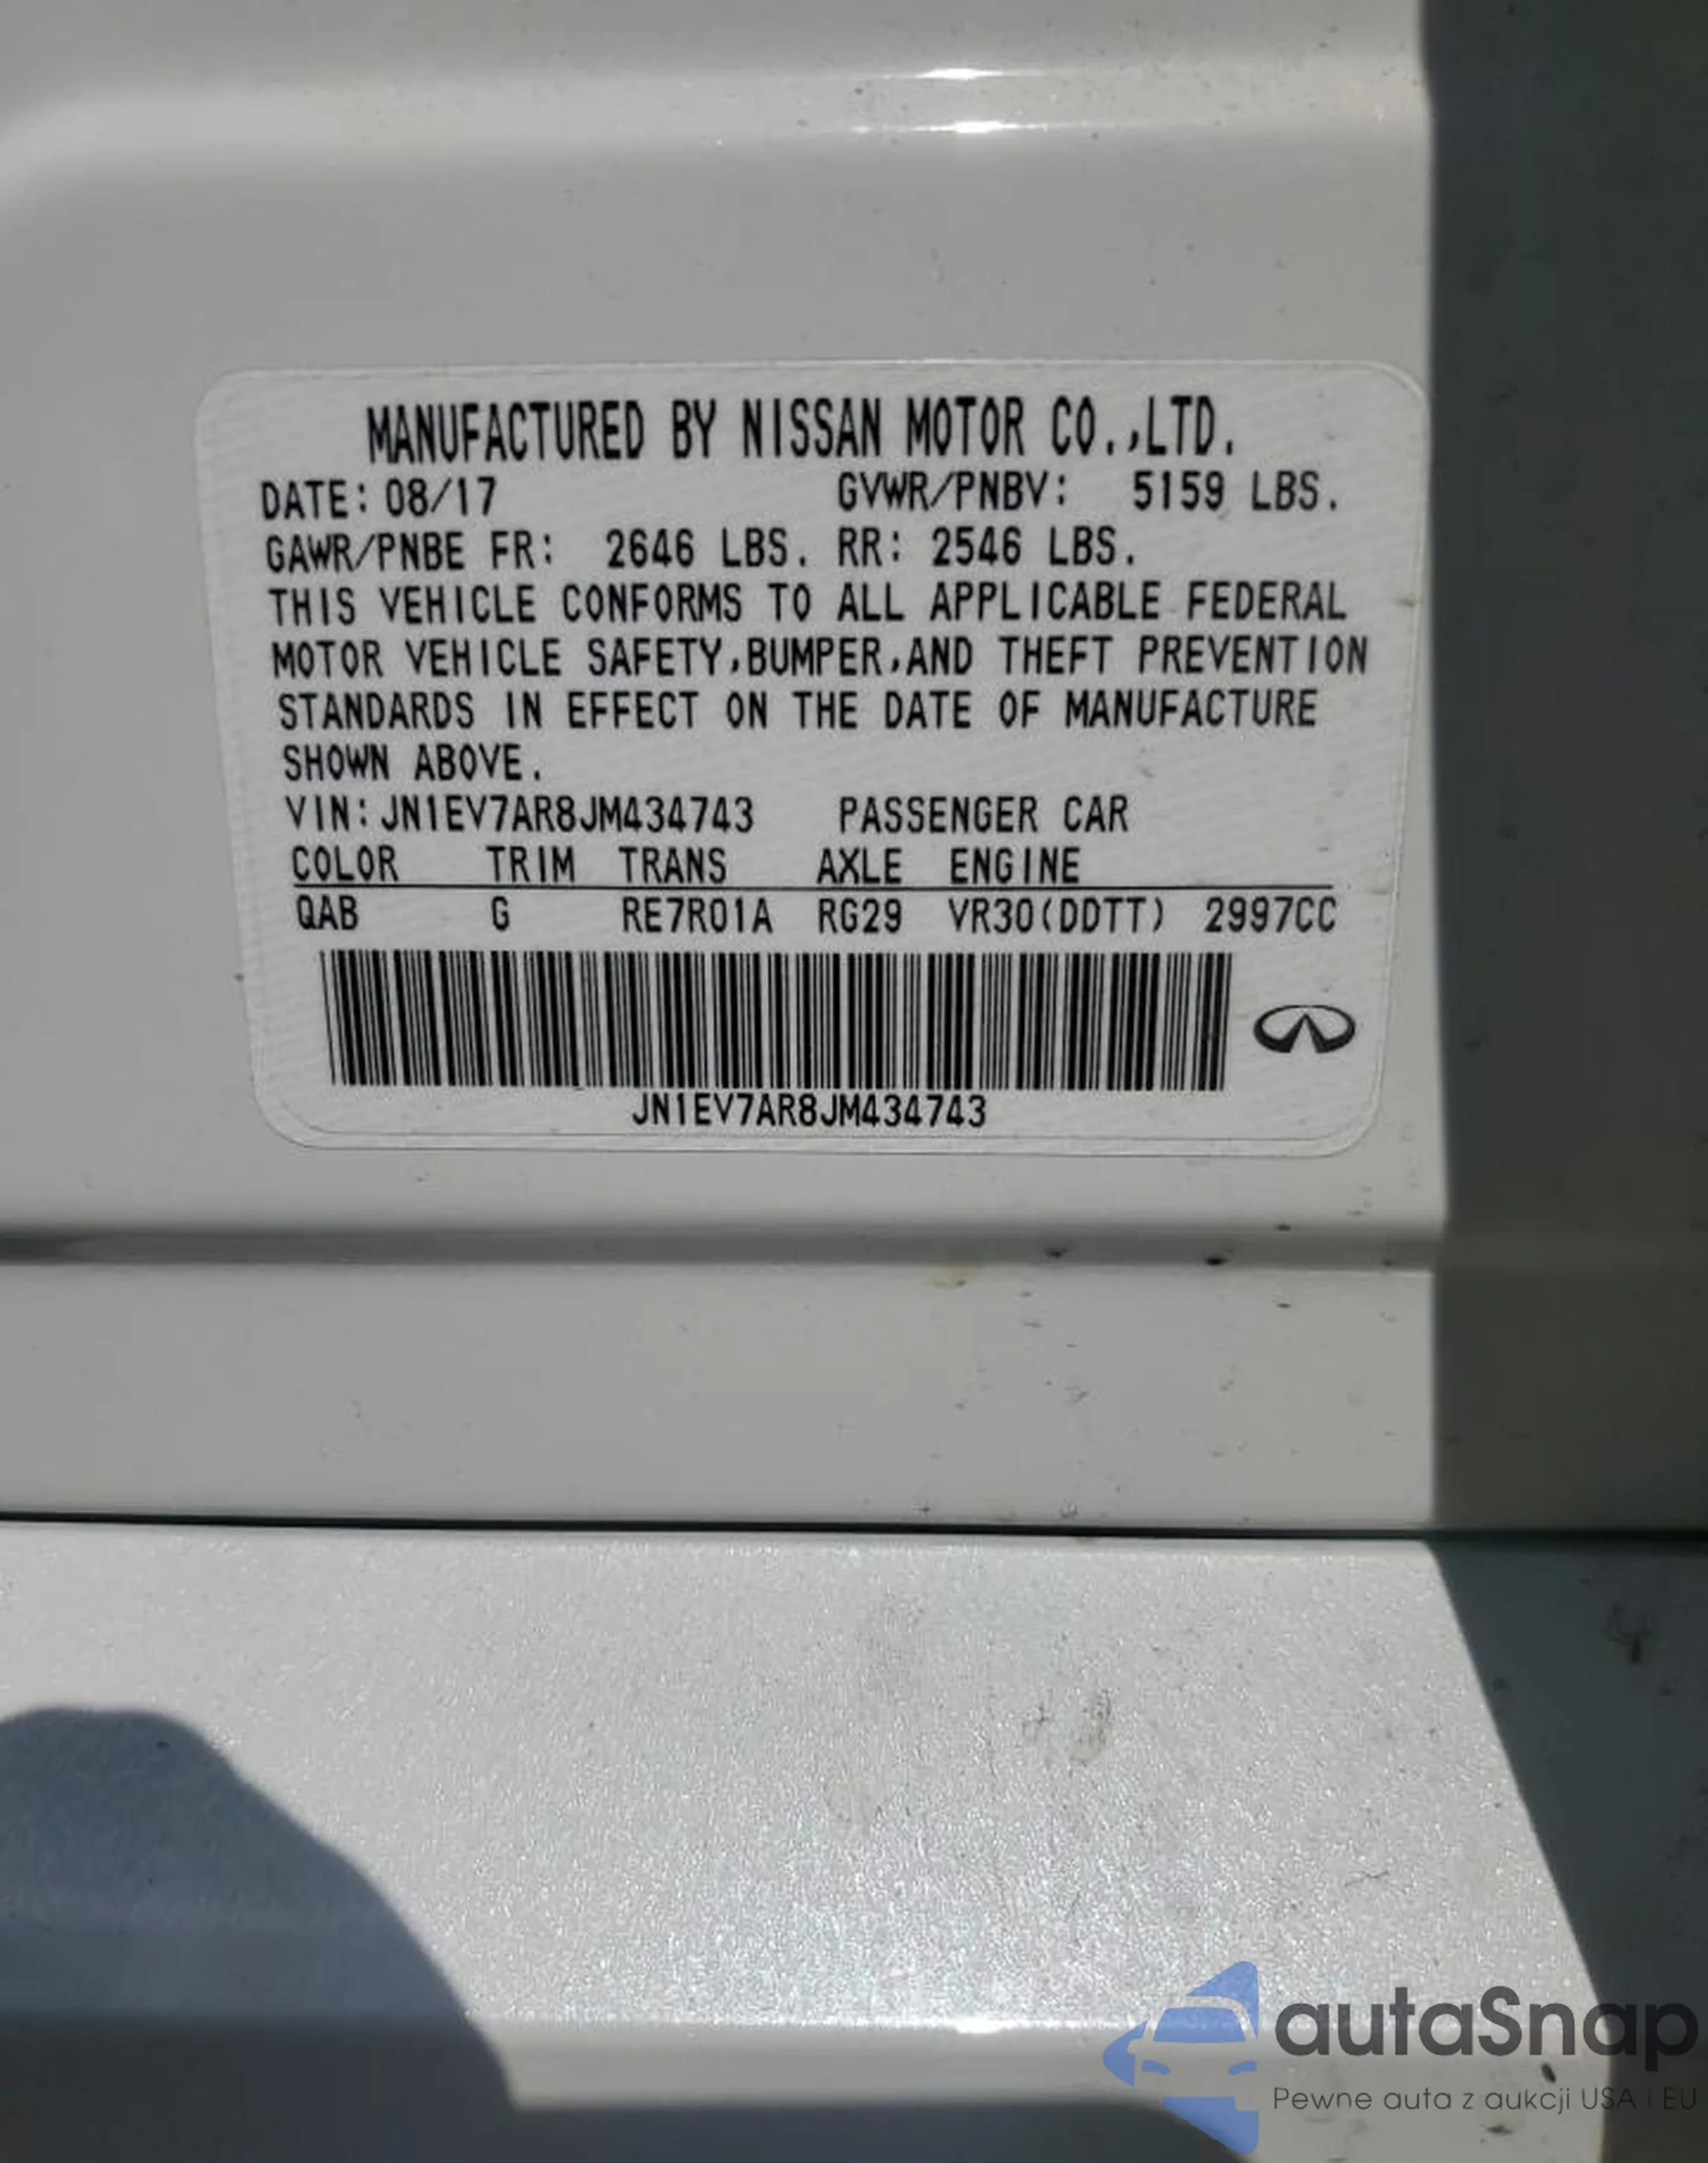 MANUFACTURED BY NISSAN MOTOR CO.,LTD.
DATE: 08/17 GVWR/PNBV: 5159 LBS.
GAWR/PNBE FR: 2646 LBS. RR: 2546 LBS.
THIS VEHICLE CONFORMS TO ALL APPLICABLE FEDERAL
MOTOR VEHICLE SAFETY,BUMPER,AND THEFT PREVENTION
STANDARDS IN EFFECT ON THE DATE OF MANUFACTURE
SHOWN ABOVE.
VIN:JN1EV7AR8JM434743 PASSENGER CAR
COLOR TRIM TRANS AXLE ENGINE
QAB G RE7R01A RG29 VR30(DDTT) 2997CC
JN1EV7AR8JM434743
autaSnap
Pewne auta z aukcji USA i EU